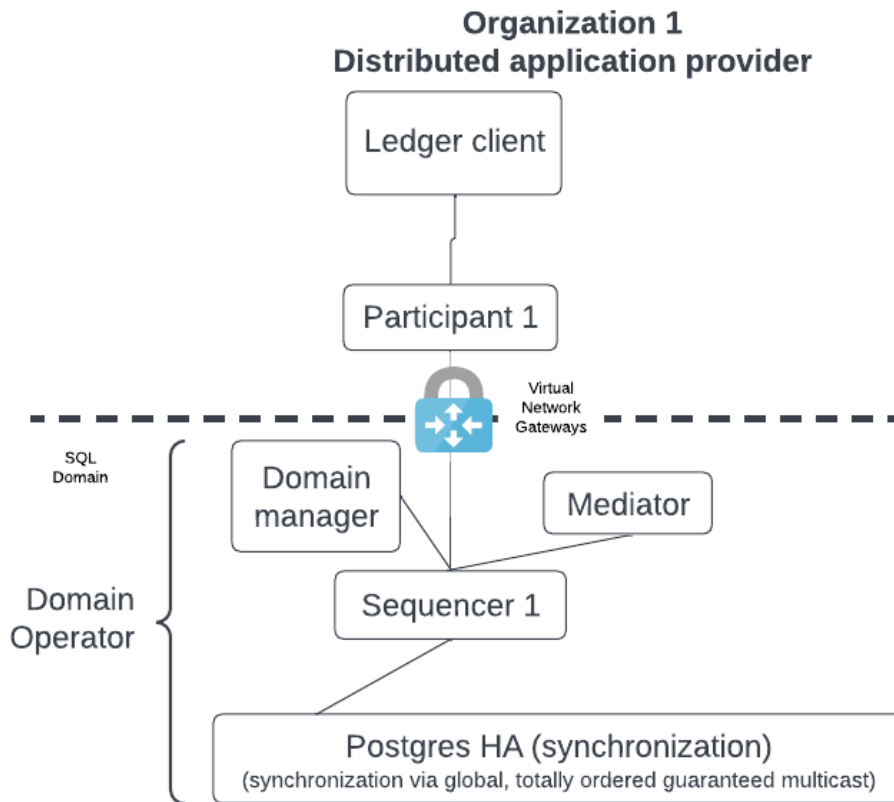 Organization 1
Distributed application provider
Ledger client
Participant 1
Virtual
Network
Gateways
SQL
Domain
Domain
manager
Mediator
Sequencer 1
Domain
Operator
Postgres HA (synchronization)
(synchronization via global, totally ordered guaranteed multicast)